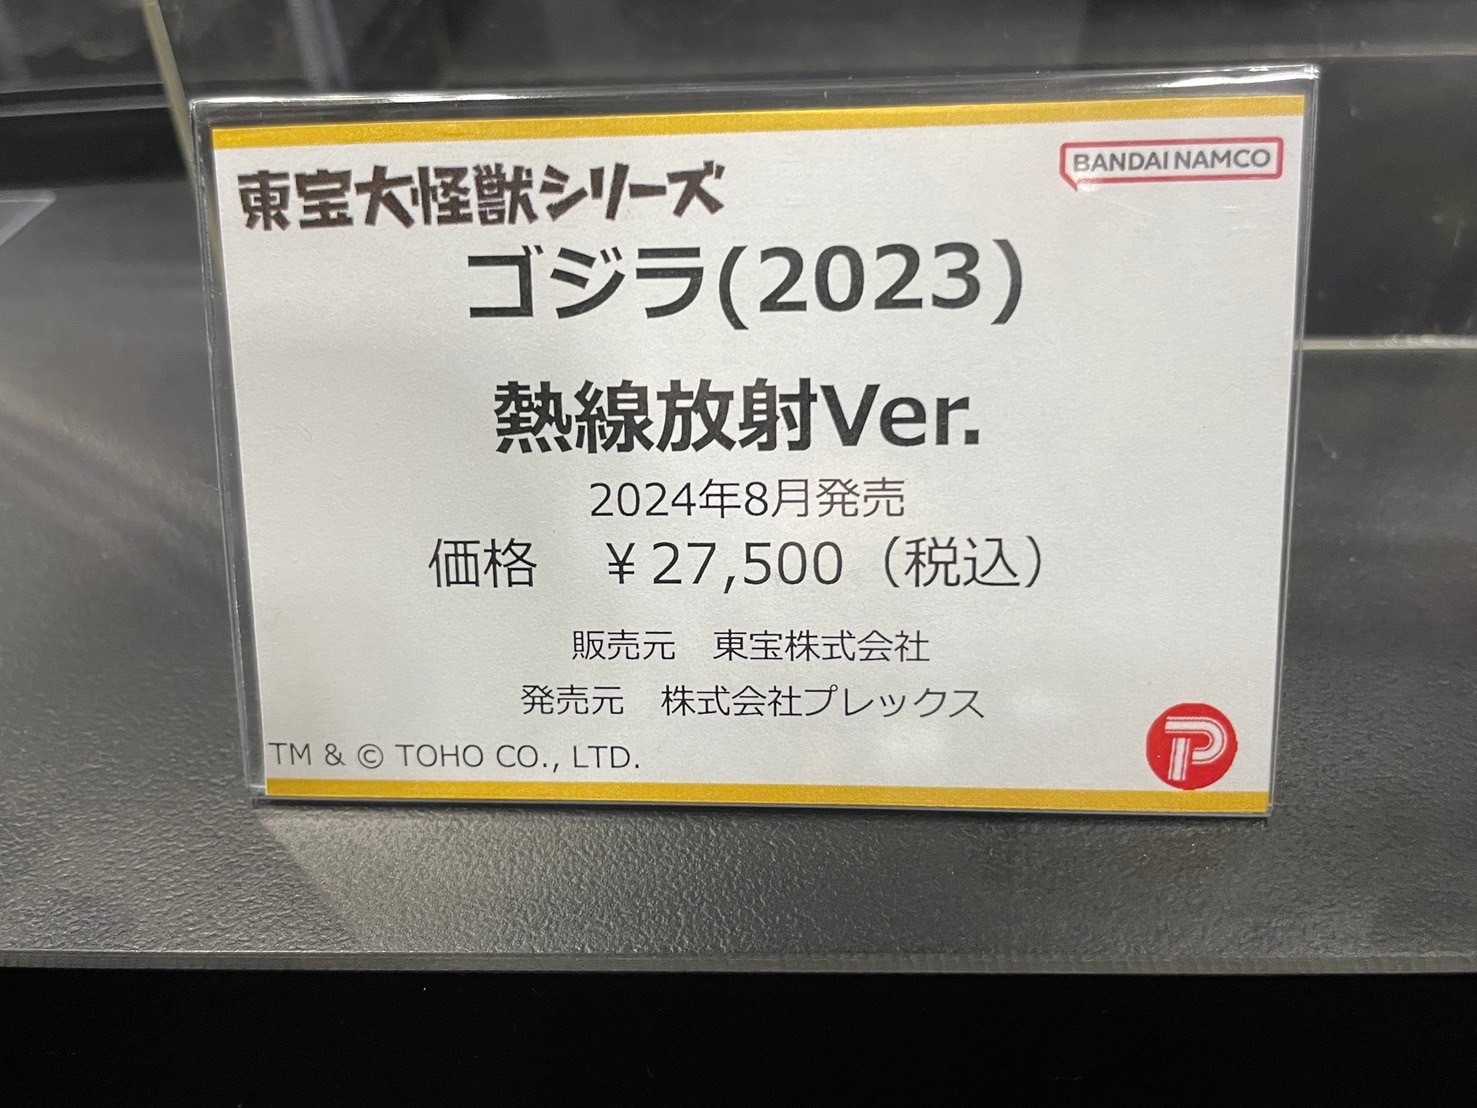 東宝大怪獣シリーズ
BANDAI NAMCO
ゴジラ(2023)
熱線放射Ver.
2024年8月発売
価格　￥27,500（税込）
販売元　東宝株式会社
発売元　株式会社プレックス
TM & © TOHO CO., LTD.
P